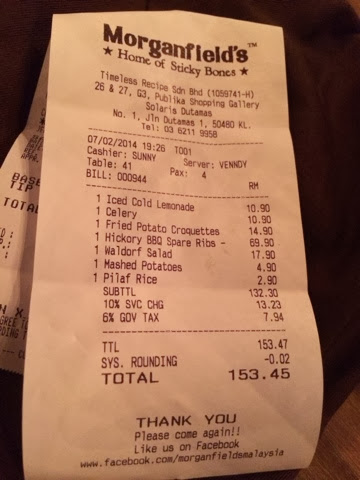 Morganfield's™
★ Home of Sticky Bones ★
Timeless Recipe Sdn Bhd (1059741-H)
26 & 27, G3, Publika Shopping Gallery
Solaris Dutamas
No. 1, Jln Dutamas 1, 50480 KL.
Tel: 03 6211 9958
07/02/2014 19:26 T001
Cashier: SUNNY Server: VENNDY
Table: 41 Pax: 4
BILL: 000944
RM
1 Iced Cold Lemonade 10.90
1 Celery 10.90
1 Fried Potato Croquettes 14.90
1 Hickory BBQ Spare Ribs - 69.90
1 Waldorf Salad 17.90
1 Mashed Potatoes 4.90
1 Pilaf Rice 2.90
SUBTTL 132.30
10% SVC CHG 13.23
6% GOV TAX 7.94
TTL 153.47
SYS. ROUNDING -0.02
TOTAL 153.45
THANK YOU
Please come again!!
Like us on Facebook
www.facebook.com/morganfieldsmalaysia
BASE
TIP
TOTAL